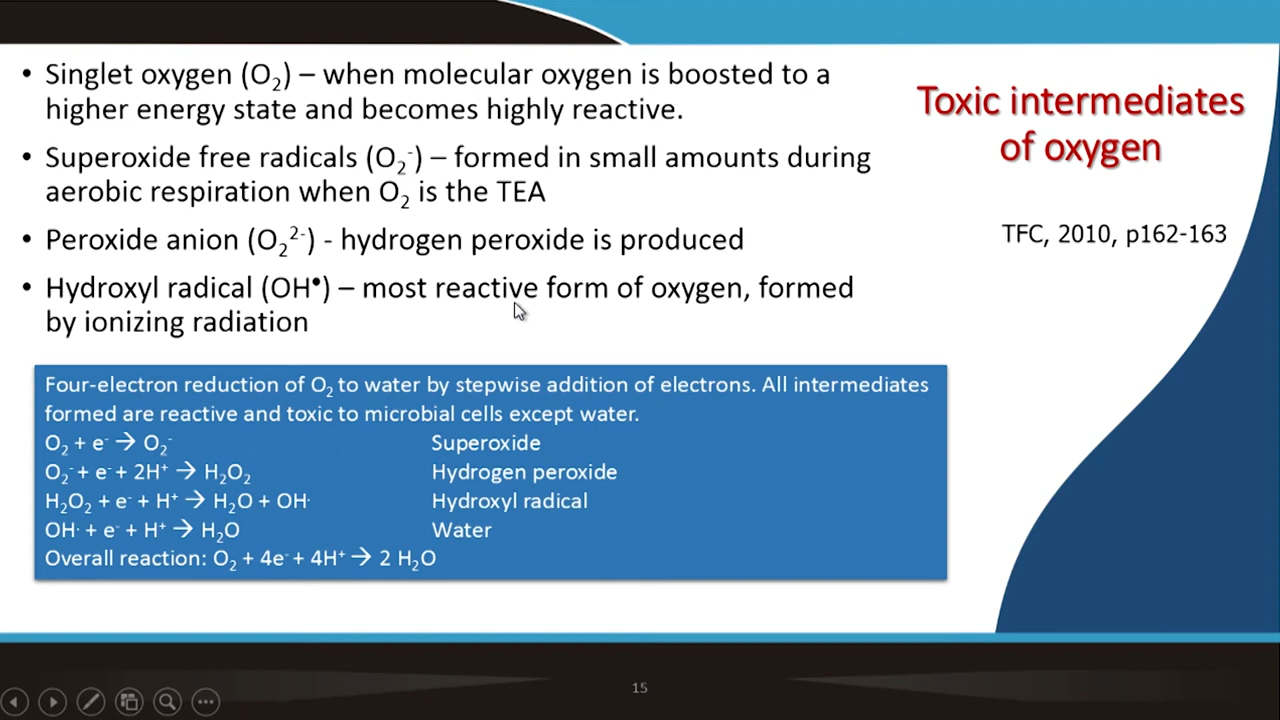 • Singlet oxygen (O₂) – when molecular oxygen is boosted to a
higher energy state and becomes highly reactive.
• Superoxide free radicals (O₂⁻) – formed in small amounts during
aerobic respiration when O₂ is the TEA
• Peroxide anion (O₂²⁻) - hydrogen peroxide is produced
• Hydroxyl radical (OH•) – most reactive form of oxygen, formed
by ionizing radiation
Toxic intermediates
of oxygen
TFC, 2010, p162-163
Four-electron reduction of O₂ to water by stepwise addition of electrons. All intermediates
formed are reactive and toxic to microbial cells except water.
O₂ + e⁻ → O₂⁻ Superoxide
O₂⁻ + e⁻ + 2H⁺ → H₂O₂ Hydrogen peroxide
H₂O₂ + e⁻ + H⁺ → H₂O + OH· Hydroxyl radical
OH· + e⁻ + H⁺ → H₂O Water
Overall reaction: O₂ + 4e⁻ + 4H⁺ → 2 H₂O
15